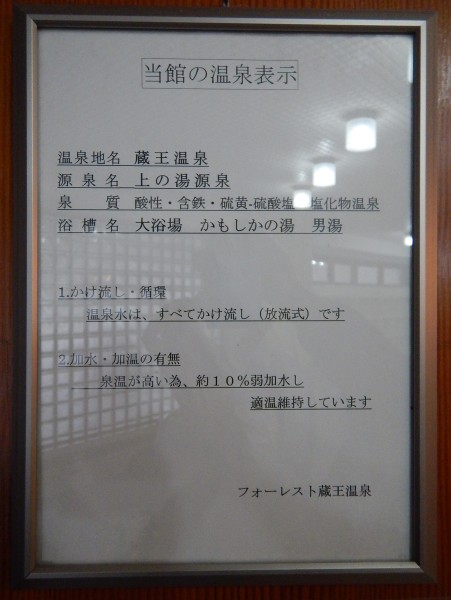 当館の温泉表示
温泉地名 蔵王温泉
源泉名 上の湯源泉
泉質 酸性・含鉄・硫黄-硫酸塩 塩化物温泉
浴槽名 大浴場 かもしかの湯 男湯
1.かけ流し・循環
温泉水は、すべてかけ流し（放流式）です
2.加水・加温の有無
泉温が高い為、約１０％弱加水し
適温維持しています
フォーレスト蔵王温泉